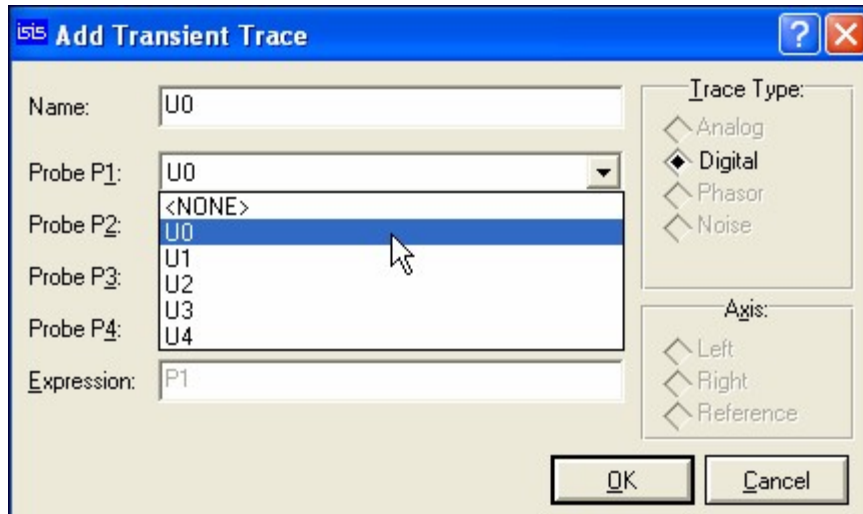 isis Add Transient Trace
Name: U0
Probe P1: U0
<NONE>
U0
U1
U2
U3
U4
Probe P2:
Probe P3:
Probe P4:
Expression: P1
Trace Type:
Analog
Digital
Phasor
Noise
Axis:
Left
Right
Reference
OK Cancel